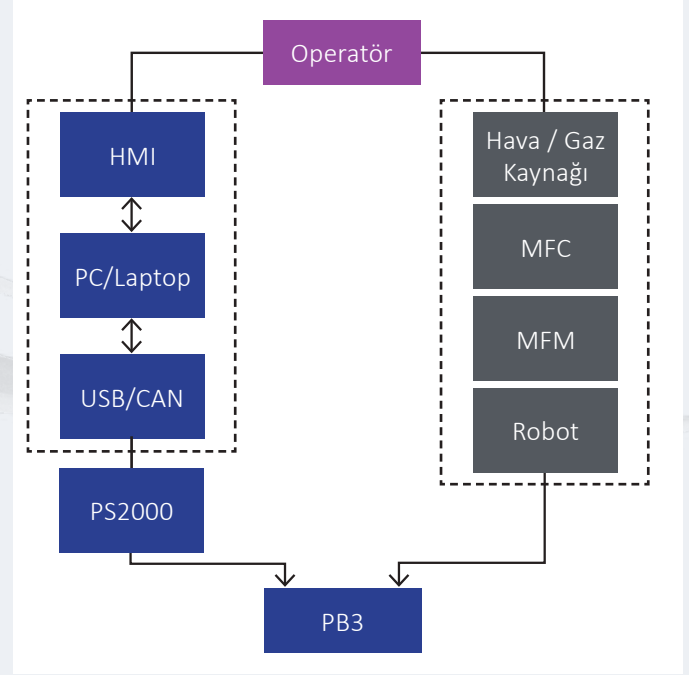 Operatör
HMI
PC/Laptop
USB/CAN
PS2000
Hava / Gaz
Kaynağı
MFC
MFM
Robot
PB3